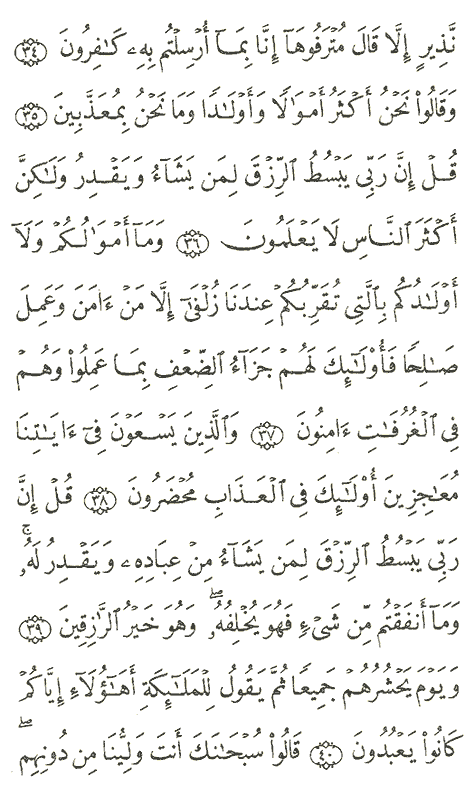 نَّذِيرٍ إِلَّا قَالَ مُتۡرَفُوهَآ إِنَّا بِمَآ أُرۡسِلۡتُم بِهِۦ كَٰفِرُونَ ٣٤
وَقَالُواْ نَحۡنُ أَكۡثَرُ أَمۡوَٰلًا وَأَوۡلَٰدًا وَمَا نَحۡنُ بِمُعَذَّبِينَ ٣٥
قُلۡ إِنَّ رَبِّي يَبۡسُطُ ٱلرِّزۡقَ لِمَن يَشَآءُ وَيَقۡدِرُ وَلَٰكِنَّ
أَكۡثَرَ ٱلنَّاسِ لَا يَعۡلَمُونَ ٣٦ وَمَآ أَمۡوَٰلُكُمۡ وَلَآ
أَوۡلَٰدُكُم بِٱلَّتِي تُقَرِّبُكُمۡ عِندَنَا زُلۡفَىٰٓ إِلَّا مَنۡ ءَامَنَ وَعَمِلَ
صَٰلِحًا فَأُوْلَٰٓئِكَ لَهُمۡ جَزَآءُ ٱلضِّعۡفِ بِمَا عَمِلُواْ وَهُمۡ
فِي ٱلۡغُرُفَٰتِ ءَامِنُونَ ٣٧ وَٱلَّذِينَ يَسۡعَوۡنَ فِيٓ ءَايَٰتِنَا
مُعَٰجِزِينَ أُوْلَٰٓئِكَ فِي ٱلۡعَذَابِ مُحۡضَرُونَ ٣٨ قُلۡ إِنَّ
رَبِّي يَبۡسُطُ ٱلرِّزۡقَ لِمَن يَشَآءُ مِنۡ عِبَادِهِۦ وَيَقۡدِرُ لَهُۥۚ
وَمَآ أَنفَقۡتُم مِّن شَيۡءٖ فَهُوَ يُخۡلِفُهُۥۖ وَهُوَ خَيۡرُ ٱلرَّٰزِقِينَ ٣٩
وَيَوۡمَ يَحۡشُرُهُمۡ جَمِيعًا ثُمَّ يَقُولُ لِلۡمَلَٰٓئِكَةِ أَهَٰٓؤُلَآءِ إِيَّاكُمۡ
كَانُواْ يَعۡبُدُونَ ٤٠ قَالُواْ سُبۡحَٰنَكَ أَنتَ وَلِيُّنَا مِن دُونِهِمۖ